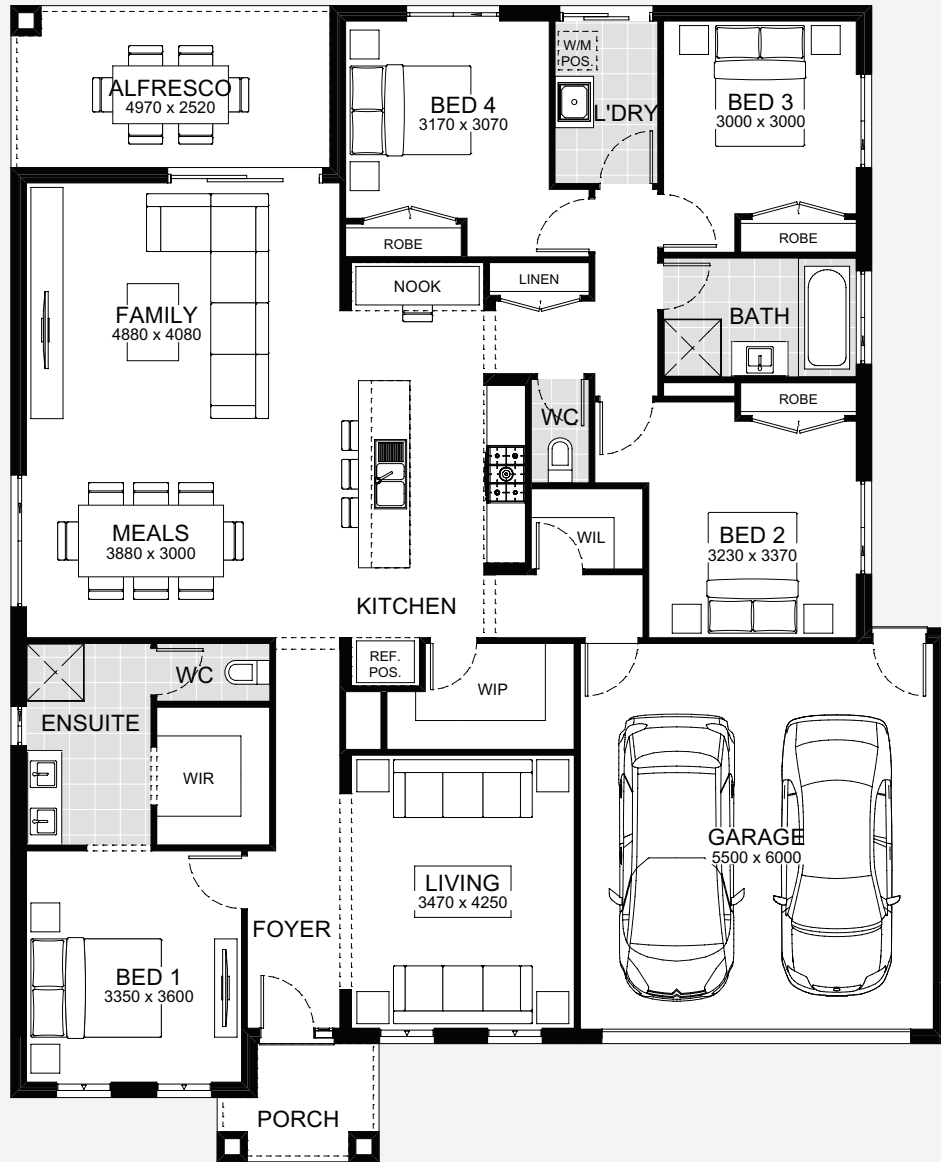 ALFRESCO
4970 x 2520
BED 4
3170 x 3070
W/M
POS.
L'DRY
BED 3
3000 x 3000
ROBE
ROBE
NOOK
LINEN
FAMILY
4880 x 4080
BATH
ROBE
WC
MEALS
3880 x 3000
WIL
BED 2
3230 x 3370
KITCHEN
REF.
POS.
WC
WIP
ENSUITE
WIR
GARAGE
5500 x 6000
LIVING
3470 x 4250
FOYER
BED 1
3350 x 3600
PORCH